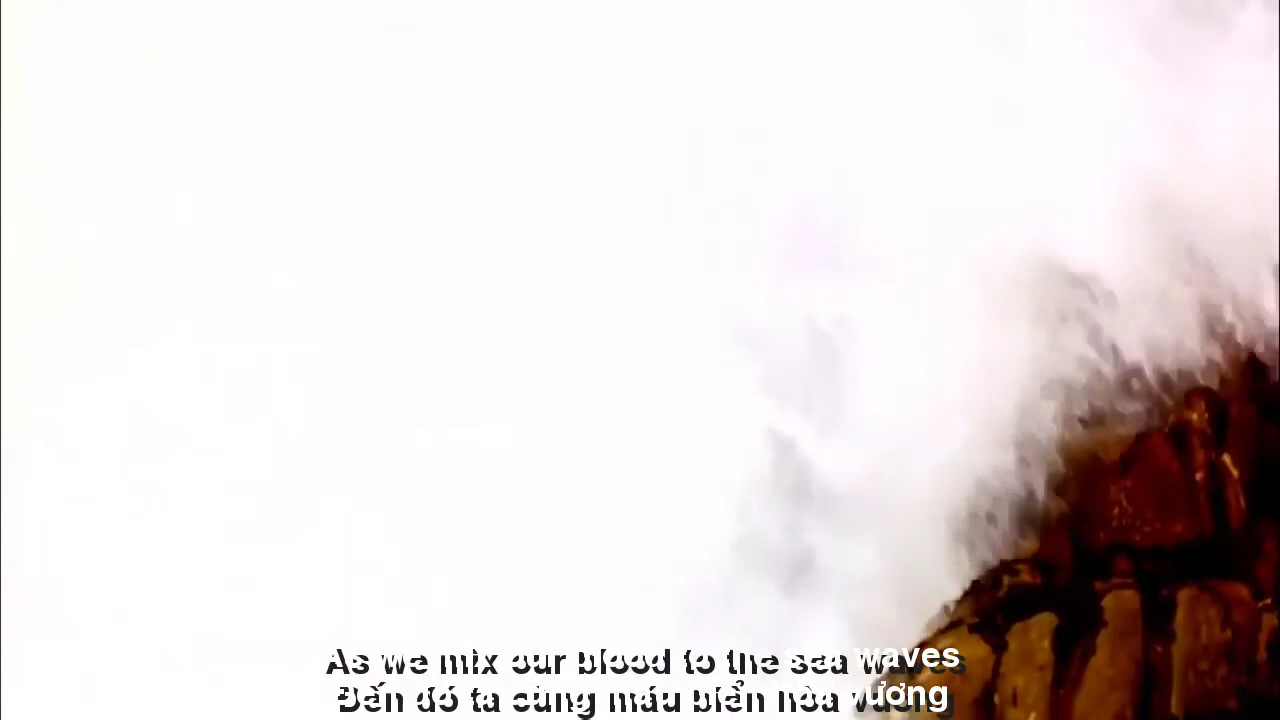 As we mix our blood to the sea waves
Đến đó ta cùng máu biển hòa vương